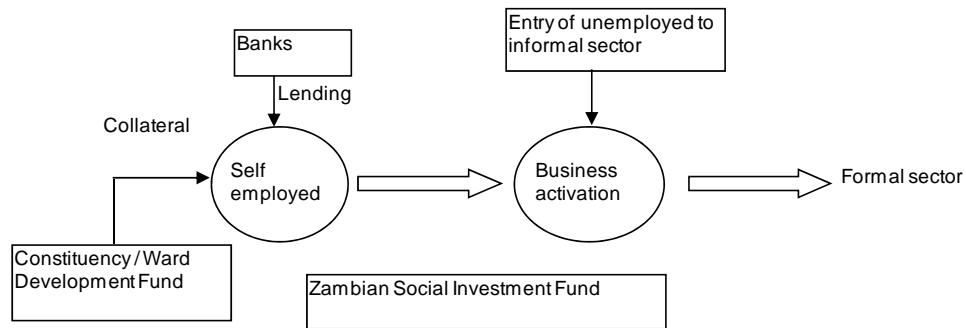 Banks
Entry of unemployed to
informal sector
Lending
Collateral
Self
employed
Business
activation
Formal sector
Constituency / Ward
Development Fund
Zambian Social Investment Fund